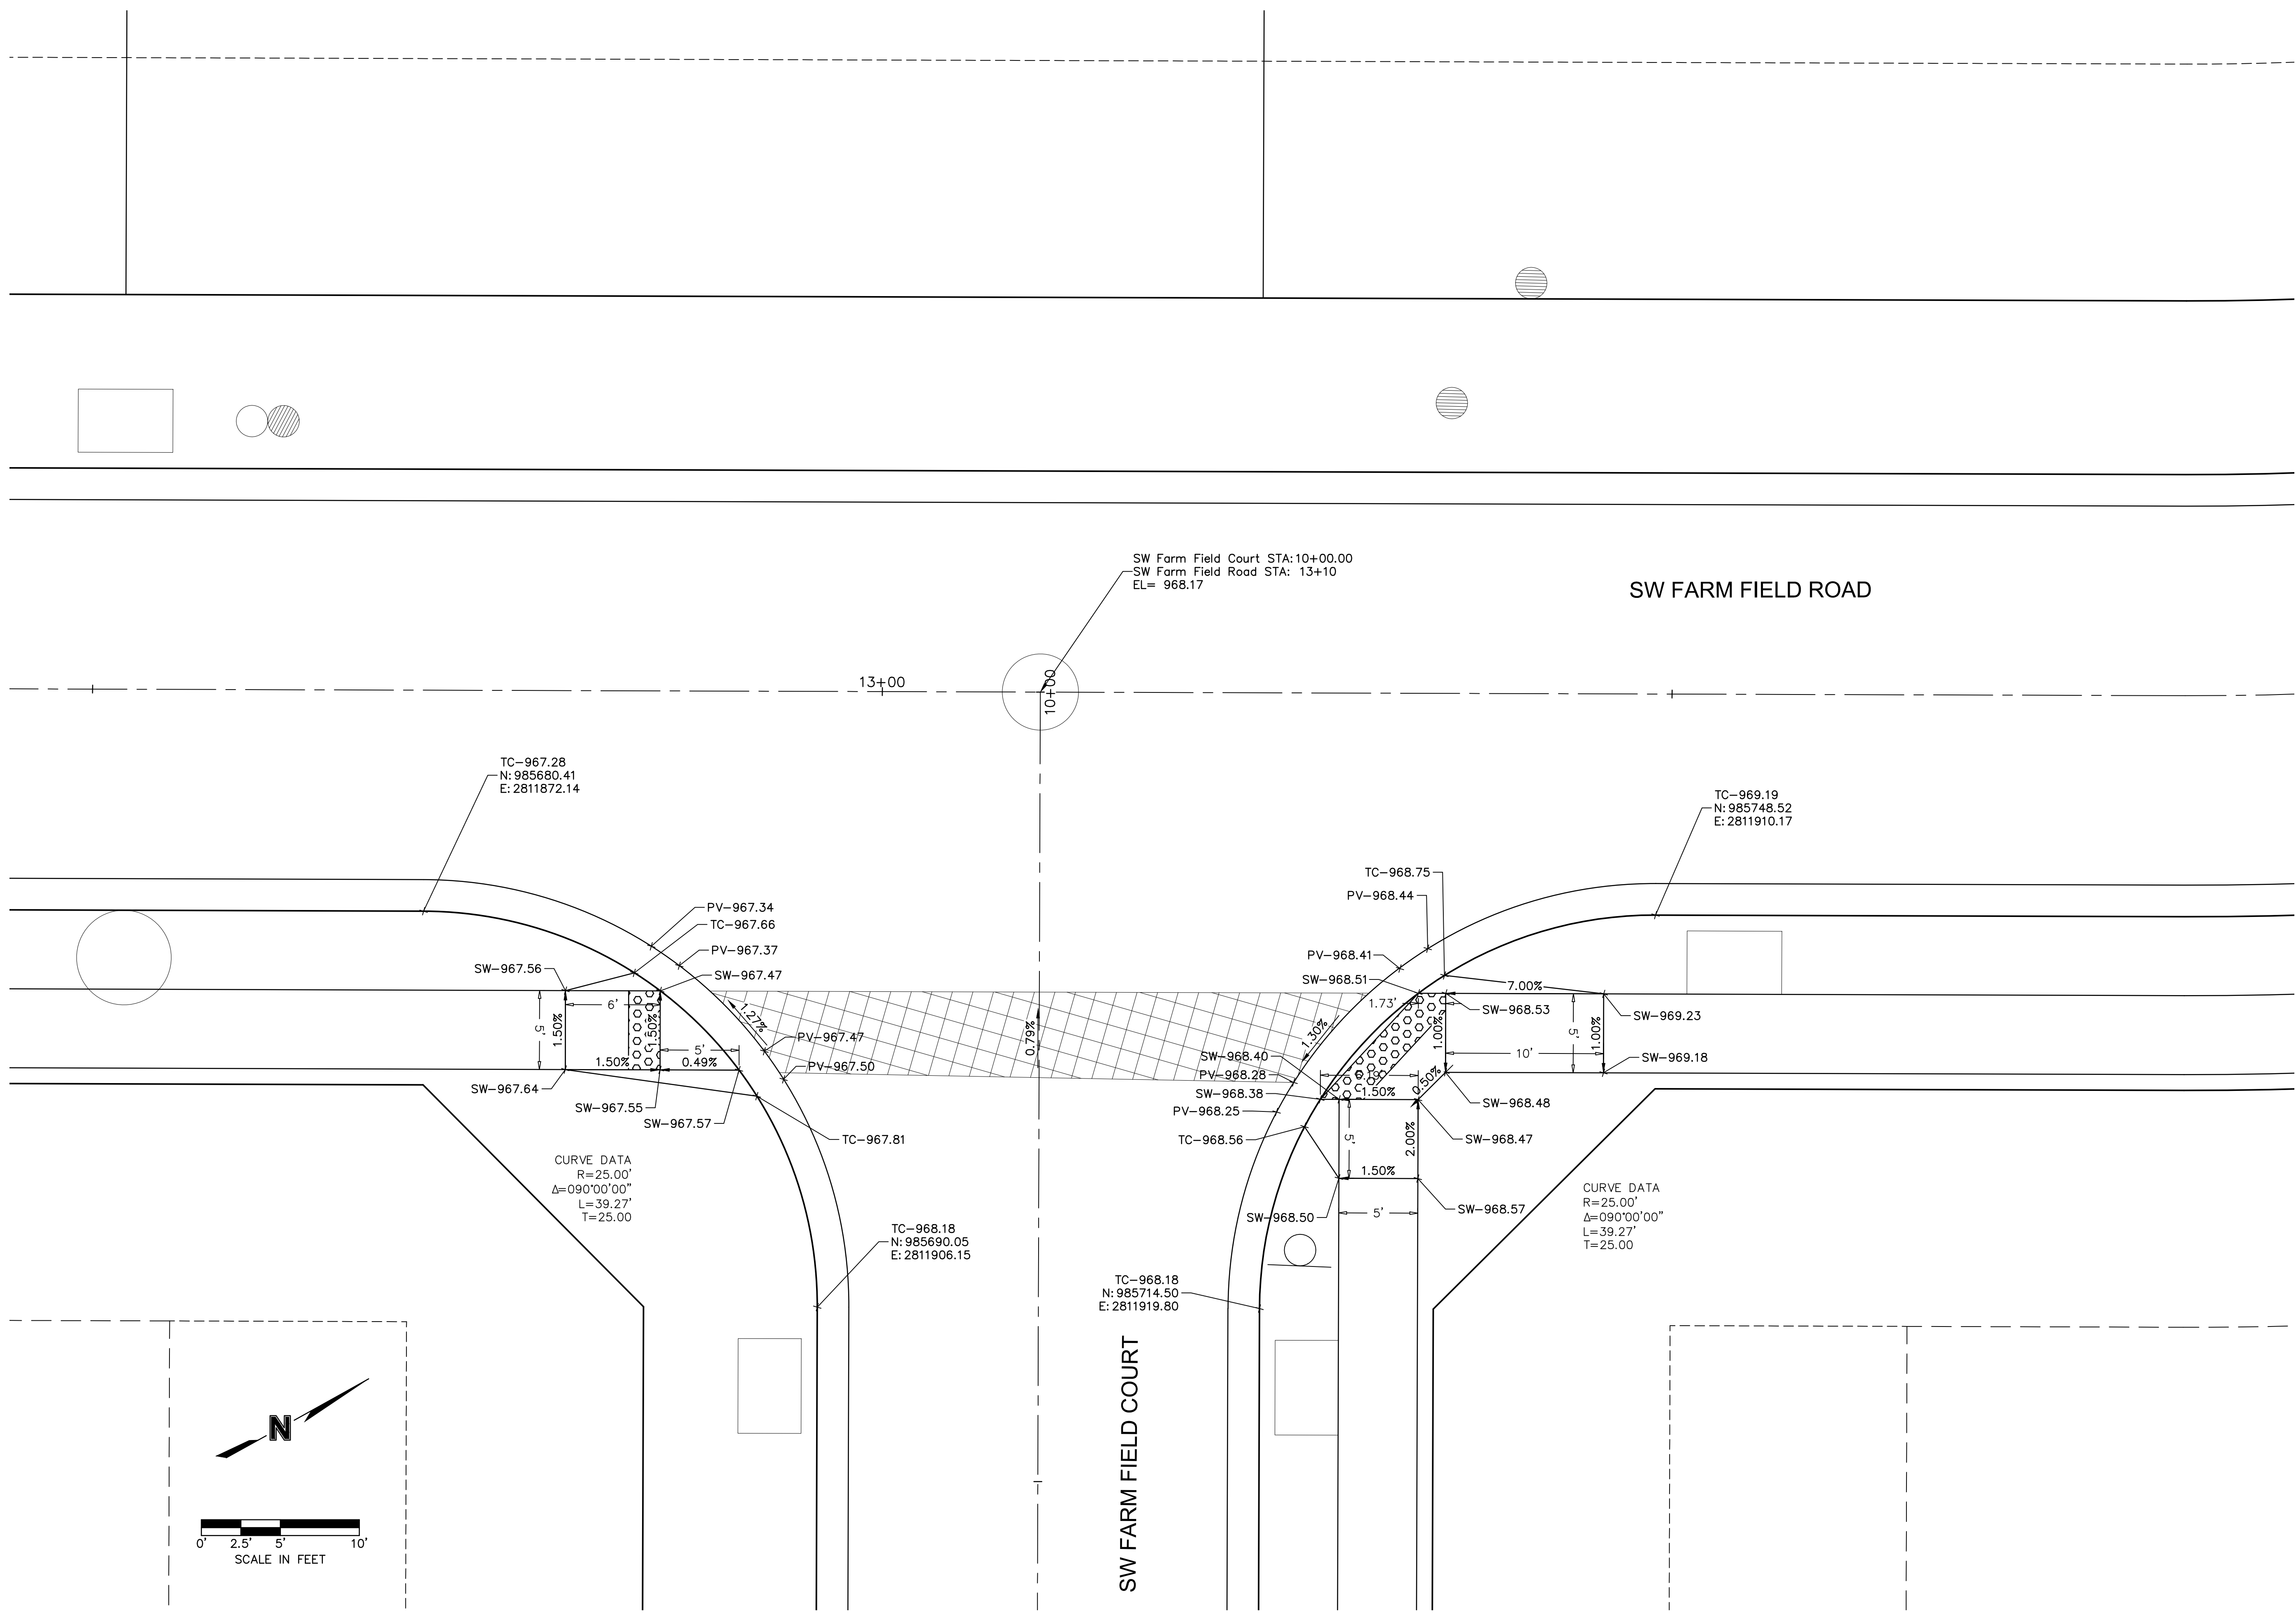 SW Farm Field Court STA:10+00.00
SW Farm Field Road STA: 13+10
EL= 968.17
SW FARM FIELD ROAD
13+00
10+00
TC-967.28
N: 985680.41
E: 2811872.14
TC-969.19
N: 985748.52
E: 2811910.17
TC-968.75
PV-968.44
PV-967.34
TC-967.66
PV-967.37
SW-967.47
SW-967.56
6'
5'
1.50%
1.50%
1.50%
5'
0.49%
SW-967.64
SW-967.55
SW-967.57
1.27%
PV-967.47
PV-967.50
TC-967.81
0.79%
PV-968.41
SW-968.51
1.73'
1.30%
7.00%
SW-968.53
SW-969.23
1.00%
5'
1.00%
10'
SW-969.18
SW-968.40
PV-968.28
SW-968.38
PV-968.25
TC-968.56
1.50%
0.50%
SW-968.48
SW-968.47
5'
2.00%
1.50%
SW-968.57
SW-968.50
5'
CURVE DATA
R=25.00'
Δ=090°00'00"
L=39.27'
T=25.00
CURVE DATA
R=25.00'
Δ=090°00'00"
L=39.27'
T=25.00
TC-968.18
N: 985690.05
E: 2811906.15
TC-968.18
N: 985714.50
E: 2811919.80
SW FARM FIELD COURT
N
0' 2.5' 5' 10'
SCALE IN FEET